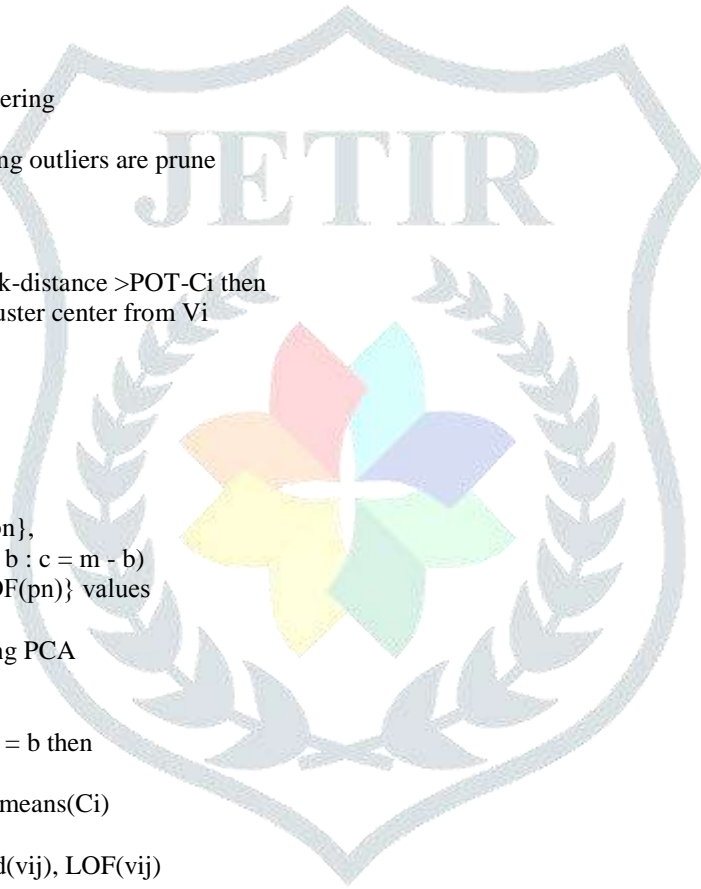 ering
ng outliers are prune
JETIR
k-distance >POT-Ci then
uster center from Vi
on},
b : c = m - b)
OF(pn)} values
ng PCA
= b then
means(Ci)
d(vij), LOF(vij)